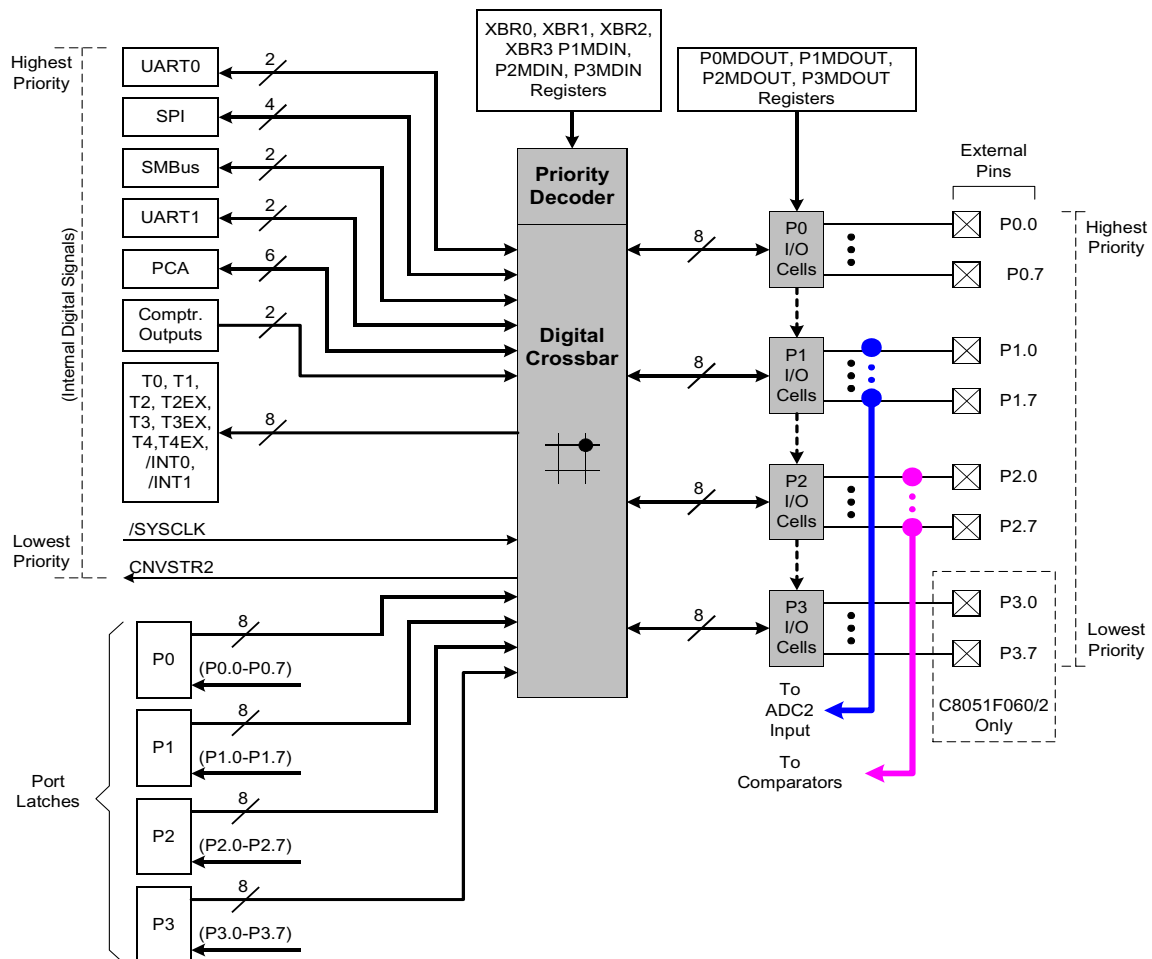 XBR0, XBR1, XBR2,
XBR3 P1MDIN,
P2MDIN, P3MDIN
Registers
P0MDOUT, P1MDOUT,
P2MDOUT, P3MDOUT
Registers
Highest
Priority
(Internal Digital Signals)
Lowest
Priority
UART0
2
SPI
4
SMBus
2
UART1
2
PCA
6
Comptr.
Outputs
2
T0, T1,
T2, T2EX,
T3, T3EX,
T4,T4EX,
/INT0,
/INT1
8
/SYSCLK
CNVSTR2
Port
Latches
P0
8
(P0.0-P0.7)
P1
8
(P1.0-P1.7)
P2
8
(P2.0-P2.7)
P3
8
(P3.0-P3.7)
Priority
Decoder
Digital
Crossbar
8
P0
I/O
Cells
8
P1
I/O
Cells
8
P2
I/O
Cells
8
P3
I/O
Cells
External
Pins
P0.0
P0.7
P1.0
P1.7
P2.0
P2.7
P3.0
P3.7
C8051F060/2
Only
Highest
Priority
Lowest
Priority
To
ADC2
Input
To
Comparators